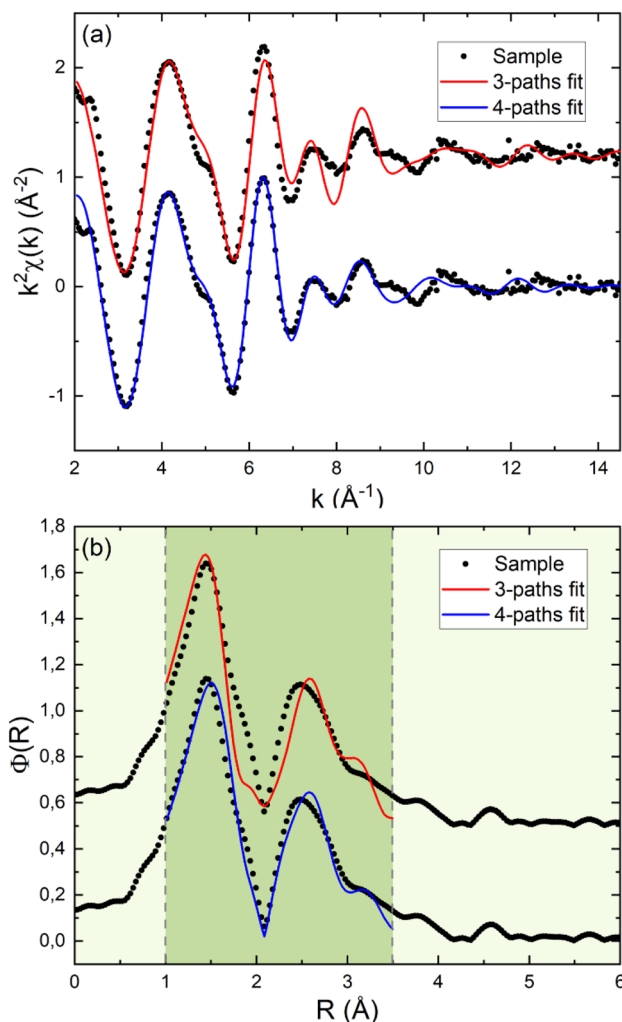 (a)
Sample
3-paths fit
4-paths fit
2
1
0
-1
k²χ(k) (Å⁻²)
2 4 6 8 10 12 14
k (Å⁻¹)
(b)
Sample
3-paths fit
4-paths fit
1,8
1,6
1,4
1,2
1,0
0,8
0,6
0,4
0,2
0,0
Φ(R)
0 1 2 3 4 5 6
R (Å)